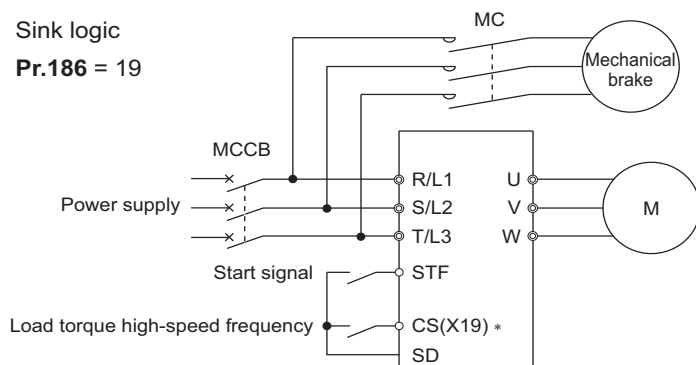 Sink logic
Pr.186 = 19
MC
Mechanical
brake
MCCB
R/L1
U
Power supply
S/L2
V
M
T/L3
W
Start signal
STF
Load torque high-speed frequency
CS(X19) *
SD